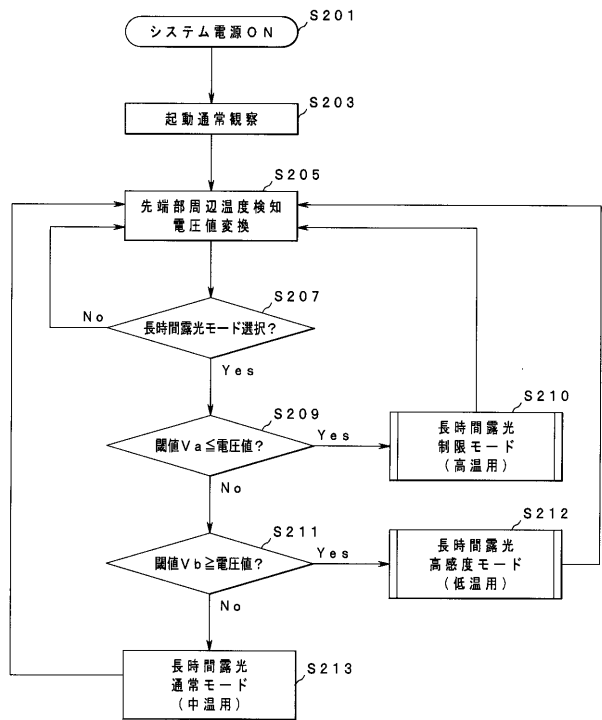 S201
システム電源ON
S203
起動通常観察
S205
先端部周辺温度検知
電圧値変換
S207
No
長時間露光モード選択?
Yes
S209
閾値Va≦電圧値?
Yes
S210
長時間露光
制限モード
(高温用)
No
S211
閾値Vb≧電圧値?
Yes
S212
長時間露光
高感度モード
(低温用)
No
S213
長時間露光
通常モード
(中温用)